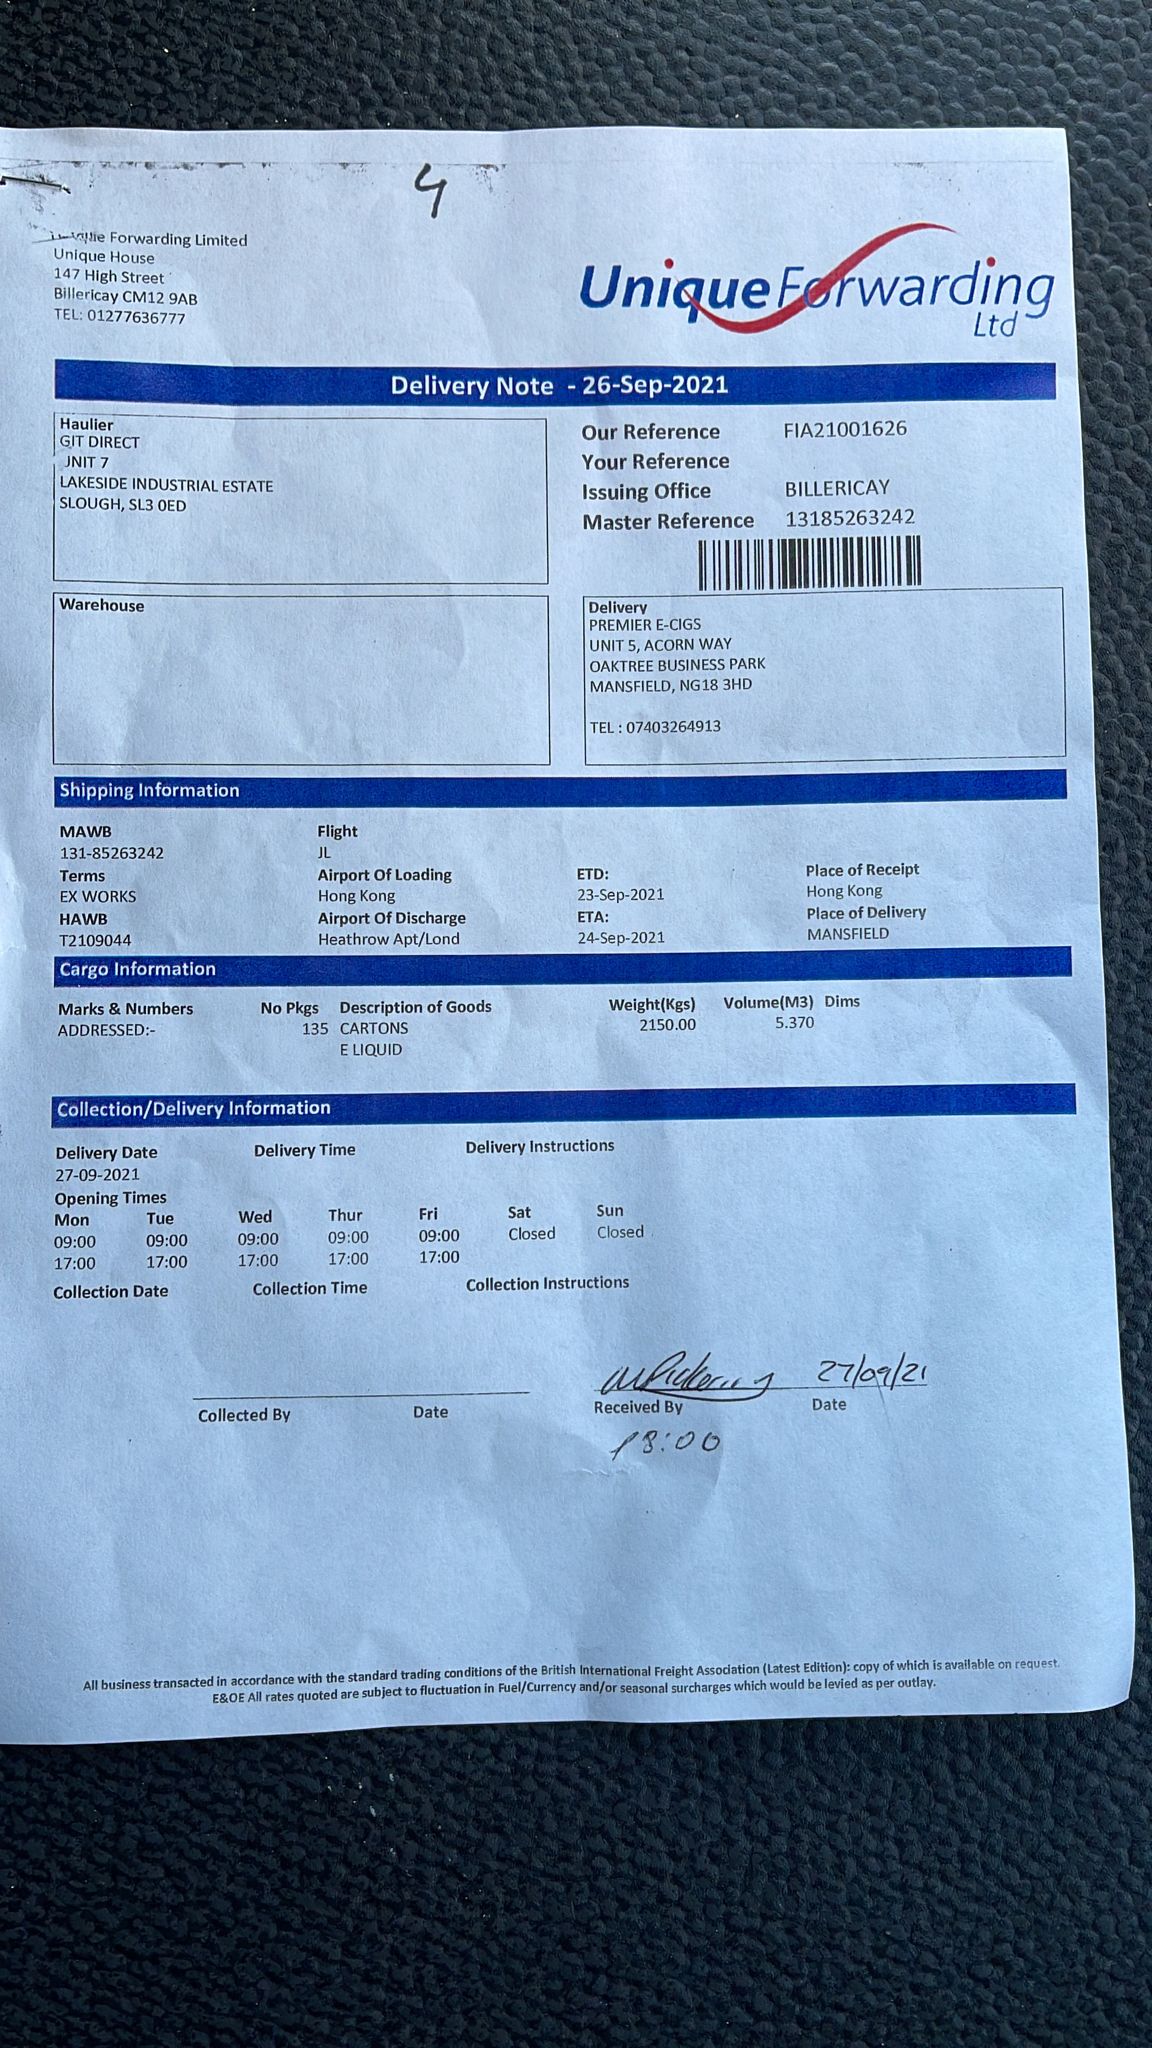 4
Unique Forwarding Limited
Unique House
147 High Street
Billericay CM12 9AB
TEL: 01277636777
UniqueForwarding
Ltd
Delivery Note - 26-Sep-2021
Haulier
GIT DIRECT
JNIT 7
LAKESIDE INDUSTRIAL ESTATE
SLOUGH, SL3 0ED
Our Reference FIA21001626
Your Reference
Issuing Office BILLERICAY
Master Reference 13185263242
Warehouse
Delivery
PREMIER E-CIGS
UNIT 5, ACORN WAY
OAKTREE BUSINESS PARK
MANSFIELD, NG18 3HD
TEL : 07403264913
Shipping Information
MAWB Flight
131-85263242 JL
Terms Airport Of Loading ETD: Place of Receipt
EX WORKS Hong Kong 23-Sep-2021 Hong Kong
HAWB Airport Of Discharge ETA: Place of Delivery
T2109044 Heathrow Apt/Lond 24-Sep-2021 MANSFIELD
Cargo Information
Marks & Numbers No Pkgs Description of Goods Weight(Kgs) Volume(M3) Dims
ADDRESSED:- 135 CARTONS 2150.00 5.370
E LIQUID
Collection/Delivery Information
Delivery Date Delivery Time Delivery Instructions
27-09-2021
Opening Times
Mon Tue Wed Thur Fri Sat Sun
09:00 09:00 09:00 09:00 09:00 Closed Closed
17:00 17:00 17:00 17:00 17:00
Collection Date Collection Time Collection Instructions
27/09/21
Collected By Date Received By Date
18:00
All business transacted in accordance with the standard trading conditions of the British International Freight Association (Latest Edition): copy of which is available on request.
E&OE All rates quoted are subject to fluctuation in Fuel/Currency and/or seasonal surcharges which would be levied as per outlay.